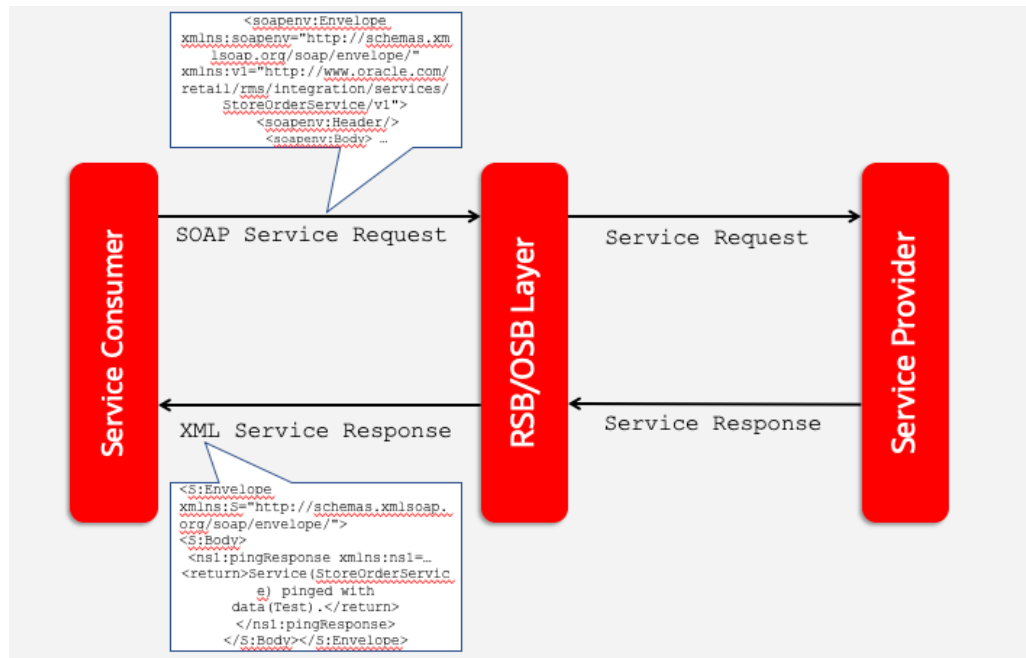 <soapenv:Envelope
xmlns:soapenv="http://schemas.xm
lsoap.org/soap/envelope/"
xmlns:v1="http://www.oracle.com/
retail/rms/integration/services/
StoreOrderService/v1">
<soapenv:Header/>
<soapenv:Body> …
Service Consumer
SOAP Service Request
RSB/OSB Layer
Service Request
Service Provider
XML Service Response
Service Response
<S:Envelope
xmlns:S="http://schemas.xmlsoap.
org/soap/envelope/">
<S:Body>
<ns1:pingResponse xmlns:ns1=…
<return>Service(StoreOrderServic
e) pinged with
data(Test).</return>
</ns1:pingResponse>
</S:Body></S:Envelope>